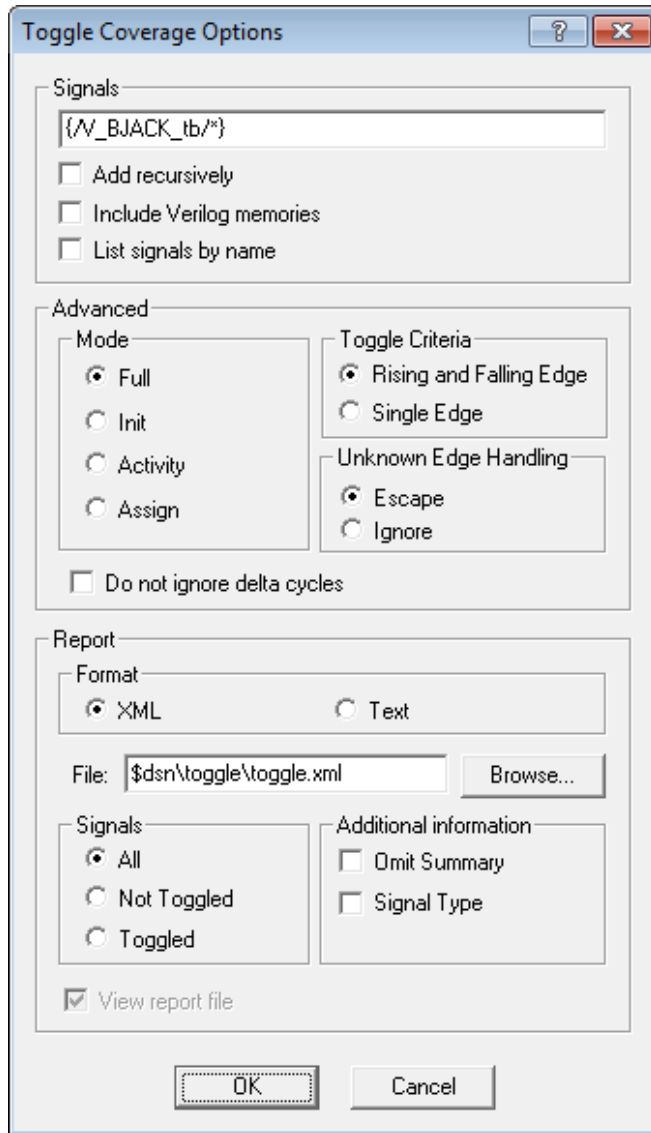 Toggle Coverage Options
Signals
{/V_BJACK_tb/*}
Add recursively
Include Verilog memories
List signals by name
Advanced
Mode
Full
Init
Activity
Assign
Toggle Criteria
Rising and Falling Edge
Single Edge
Unknown Edge Handling
Escape
Ignore
Do not ignore delta cycles
Report
Format
XML Text
File: $dsn\toggle\toggle.xml Browse...
Signals
All
Not Toggled
Toggled
Additional information
Omit Summary
Signal Type
View report file
OK Cancel